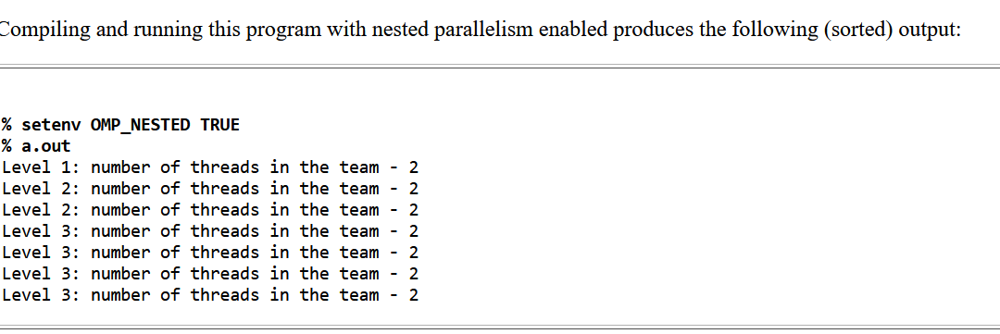 Compiling and running this program with nested parallelism enabled produces the following (sorted) output:
% setenv OMP_NESTED TRUE
% a.out
Level 1: number of threads in the team - 2
Level 2: number of threads in the team - 2
Level 2: number of threads in the team - 2
Level 3: number of threads in the team - 2
Level 3: number of threads in the team - 2
Level 3: number of threads in the team - 2
Level 3: number of threads in the team - 2